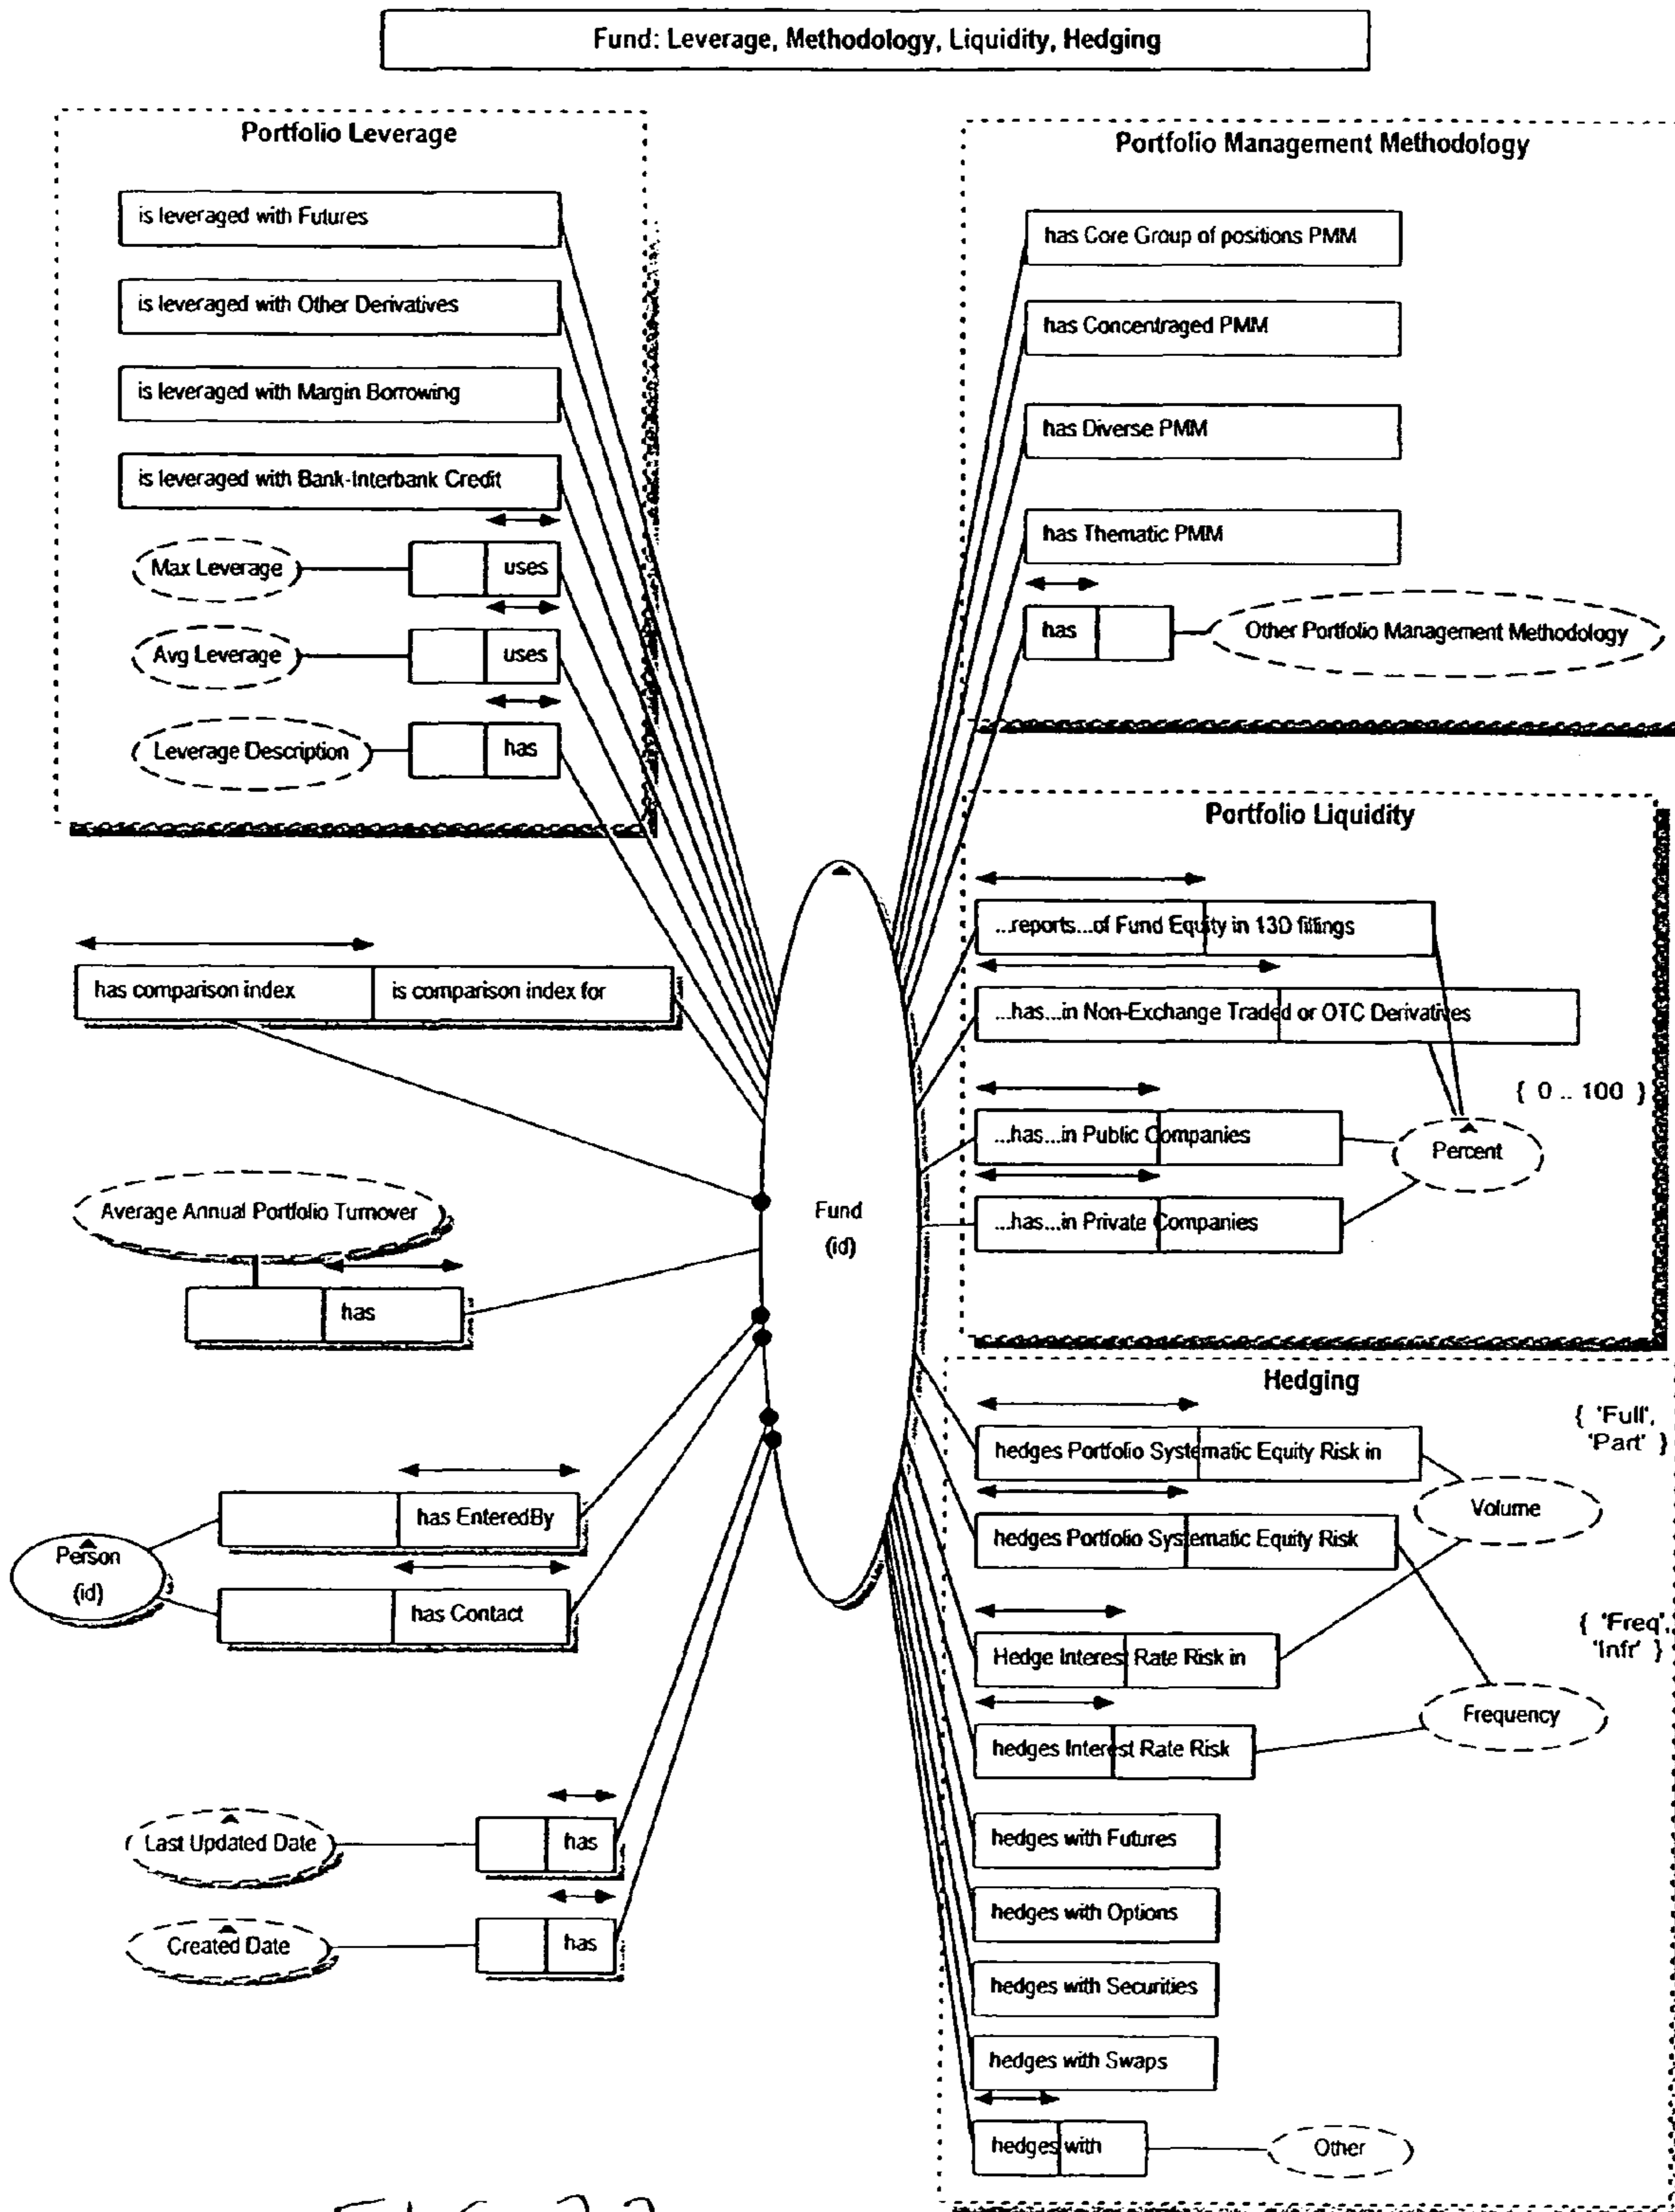 Fund: Leverage, Methodology, Liquidity, Hedging
Portfolio Leverage
is leveraged with Futures
is leveraged with Other Derivatives
is leveraged with Margin Borrowing
is leveraged with Bank-Interbank Credit
Max Leverage
uses
Avg Leverage
uses
Leverage Description
has
has comparison index
is comparison index for
Average Annual Portfolio Turnover
has
has EnteredBy
Person
(id)
has Contact
Last Updated Date
has
Created Date
has
Fund
(id)
Portfolio Management Methodology
has Core Group of positions PMM
has Concentraged PMM
has Diverse PMM
has Thematic PMM
has
Other Portfolio Management Methodology
Portfolio Liquidity
...reports...of Fund Equity in 13D fillings
...has...in Non-Exchange Traded or OTC Derivatives
{ 0 .. 100 }
...has...in Public Companies
Percent
...has...in Private Companies
Hedging
{ 'Full',
'Part' }
hedges Portfolio Systematic Equity Risk in
Volume
hedges Portfolio Systematic Equity Risk
{ 'Freq',
'Infr' }
Hedge Interest Rate Risk in
Frequency
hedges Interest Rate Risk
hedges with Futures
hedges with Options
hedges with Securities
hedges with Swaps
hedges with
Other